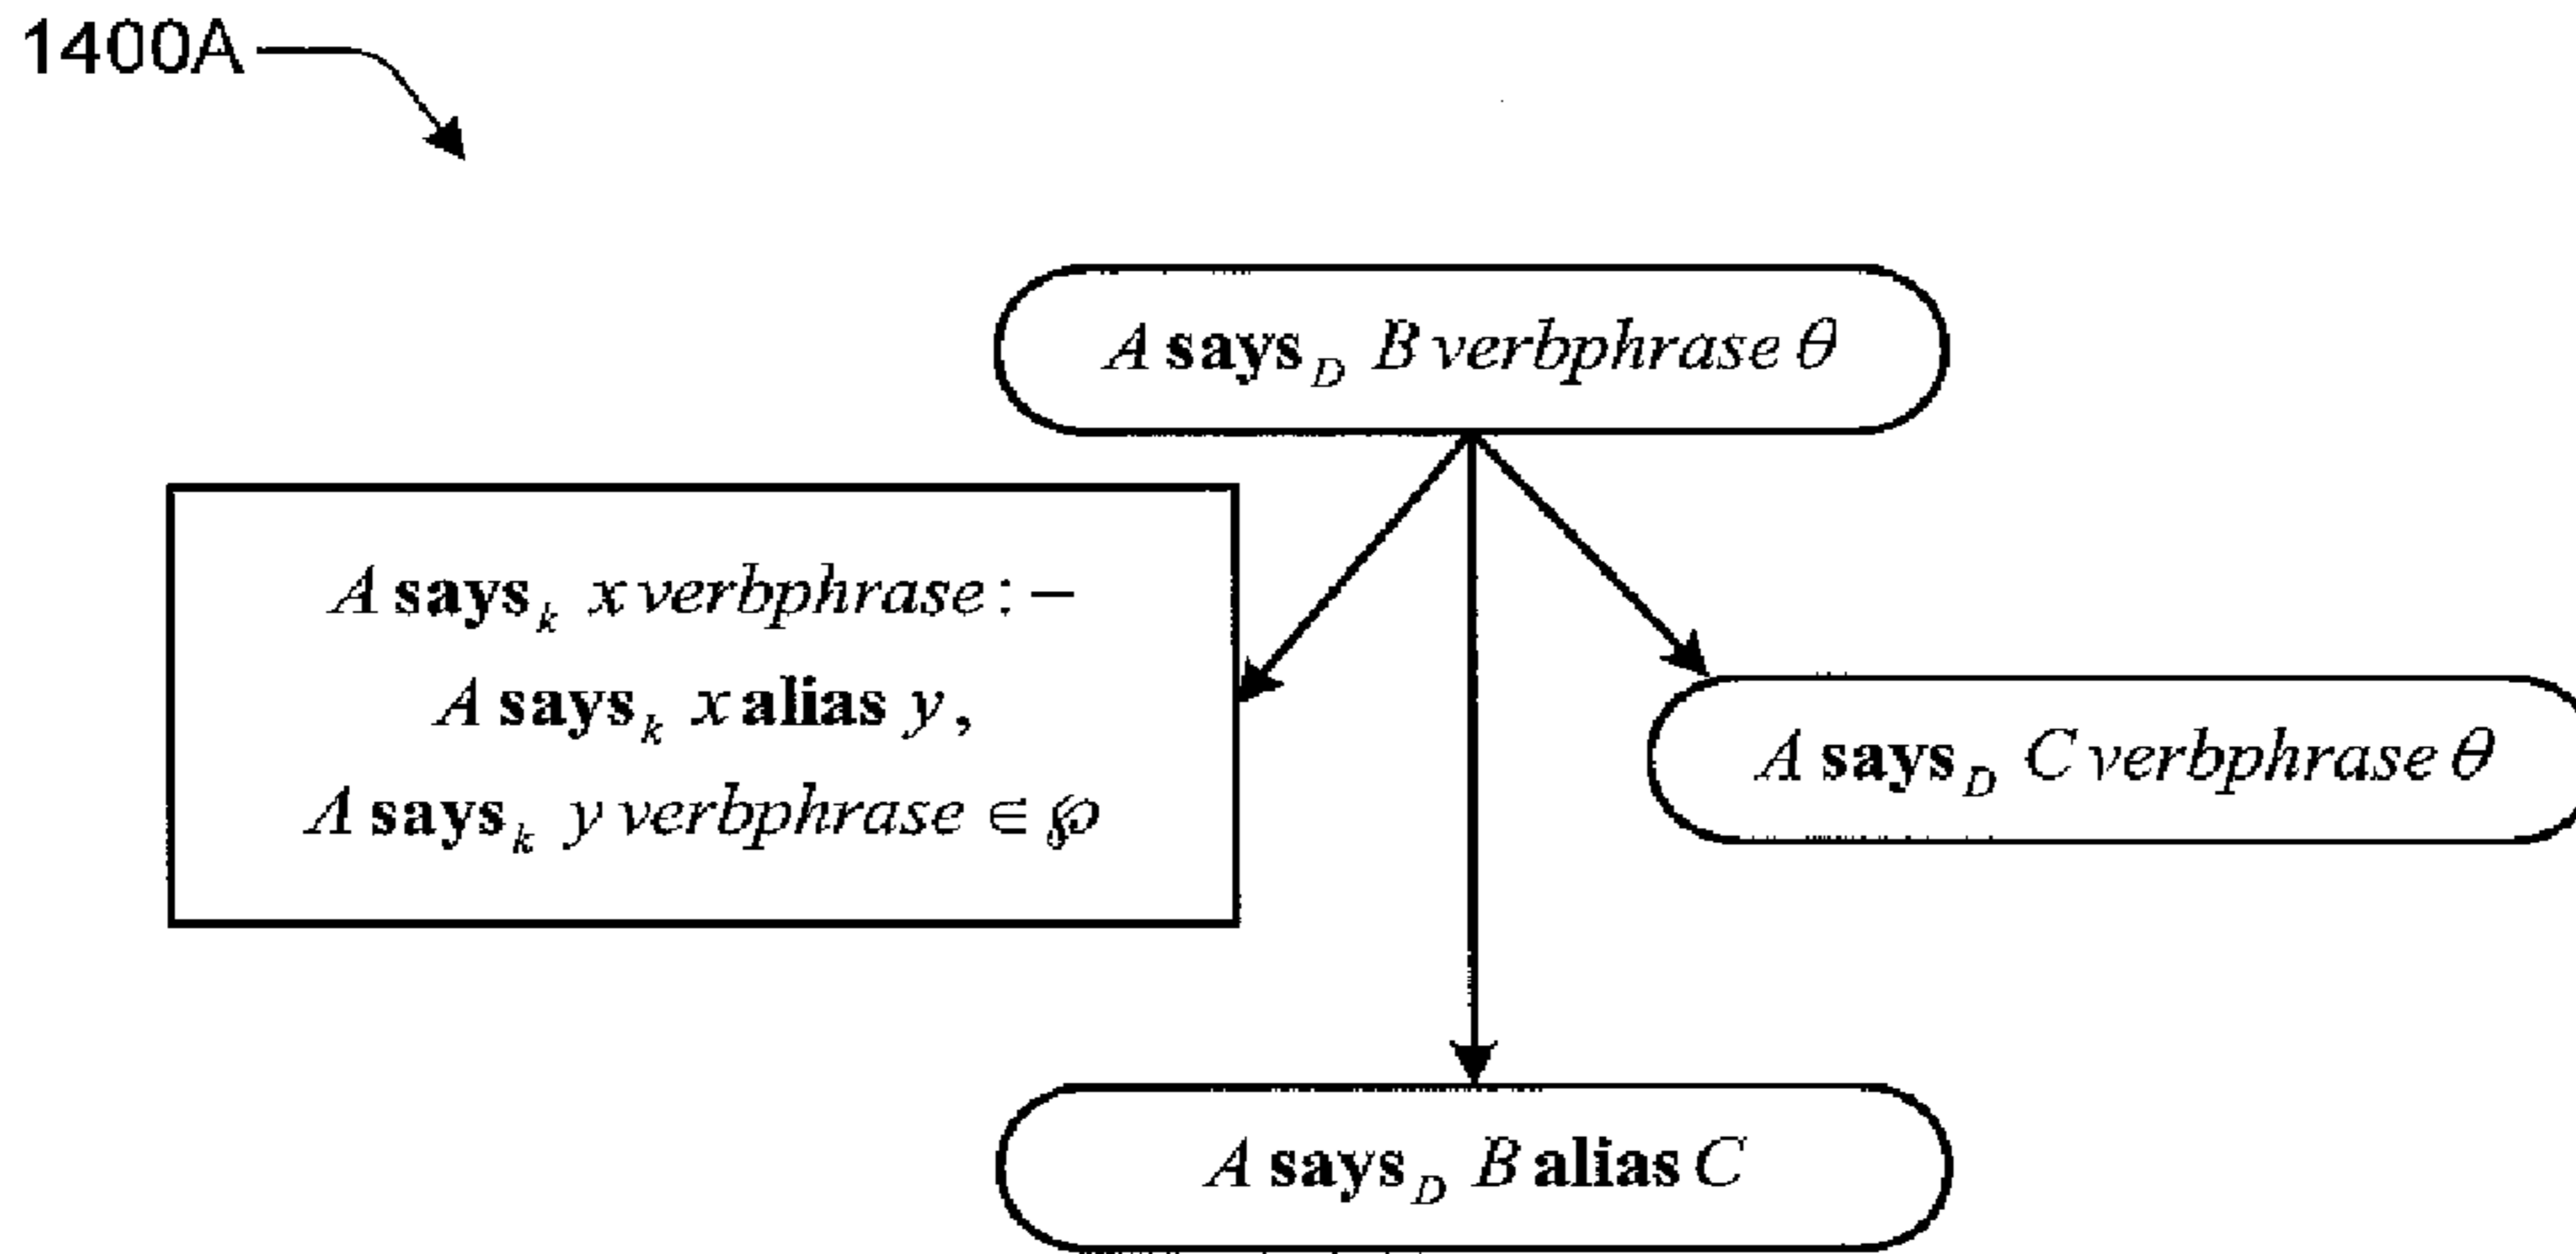 1400A
A says_D B verbphrase θ
A says_k x verbphrase :–
A says_k x alias y,
A says_k y verbphrase ∈ ℘
A says_D C verbphrase θ
A says_D B alias C